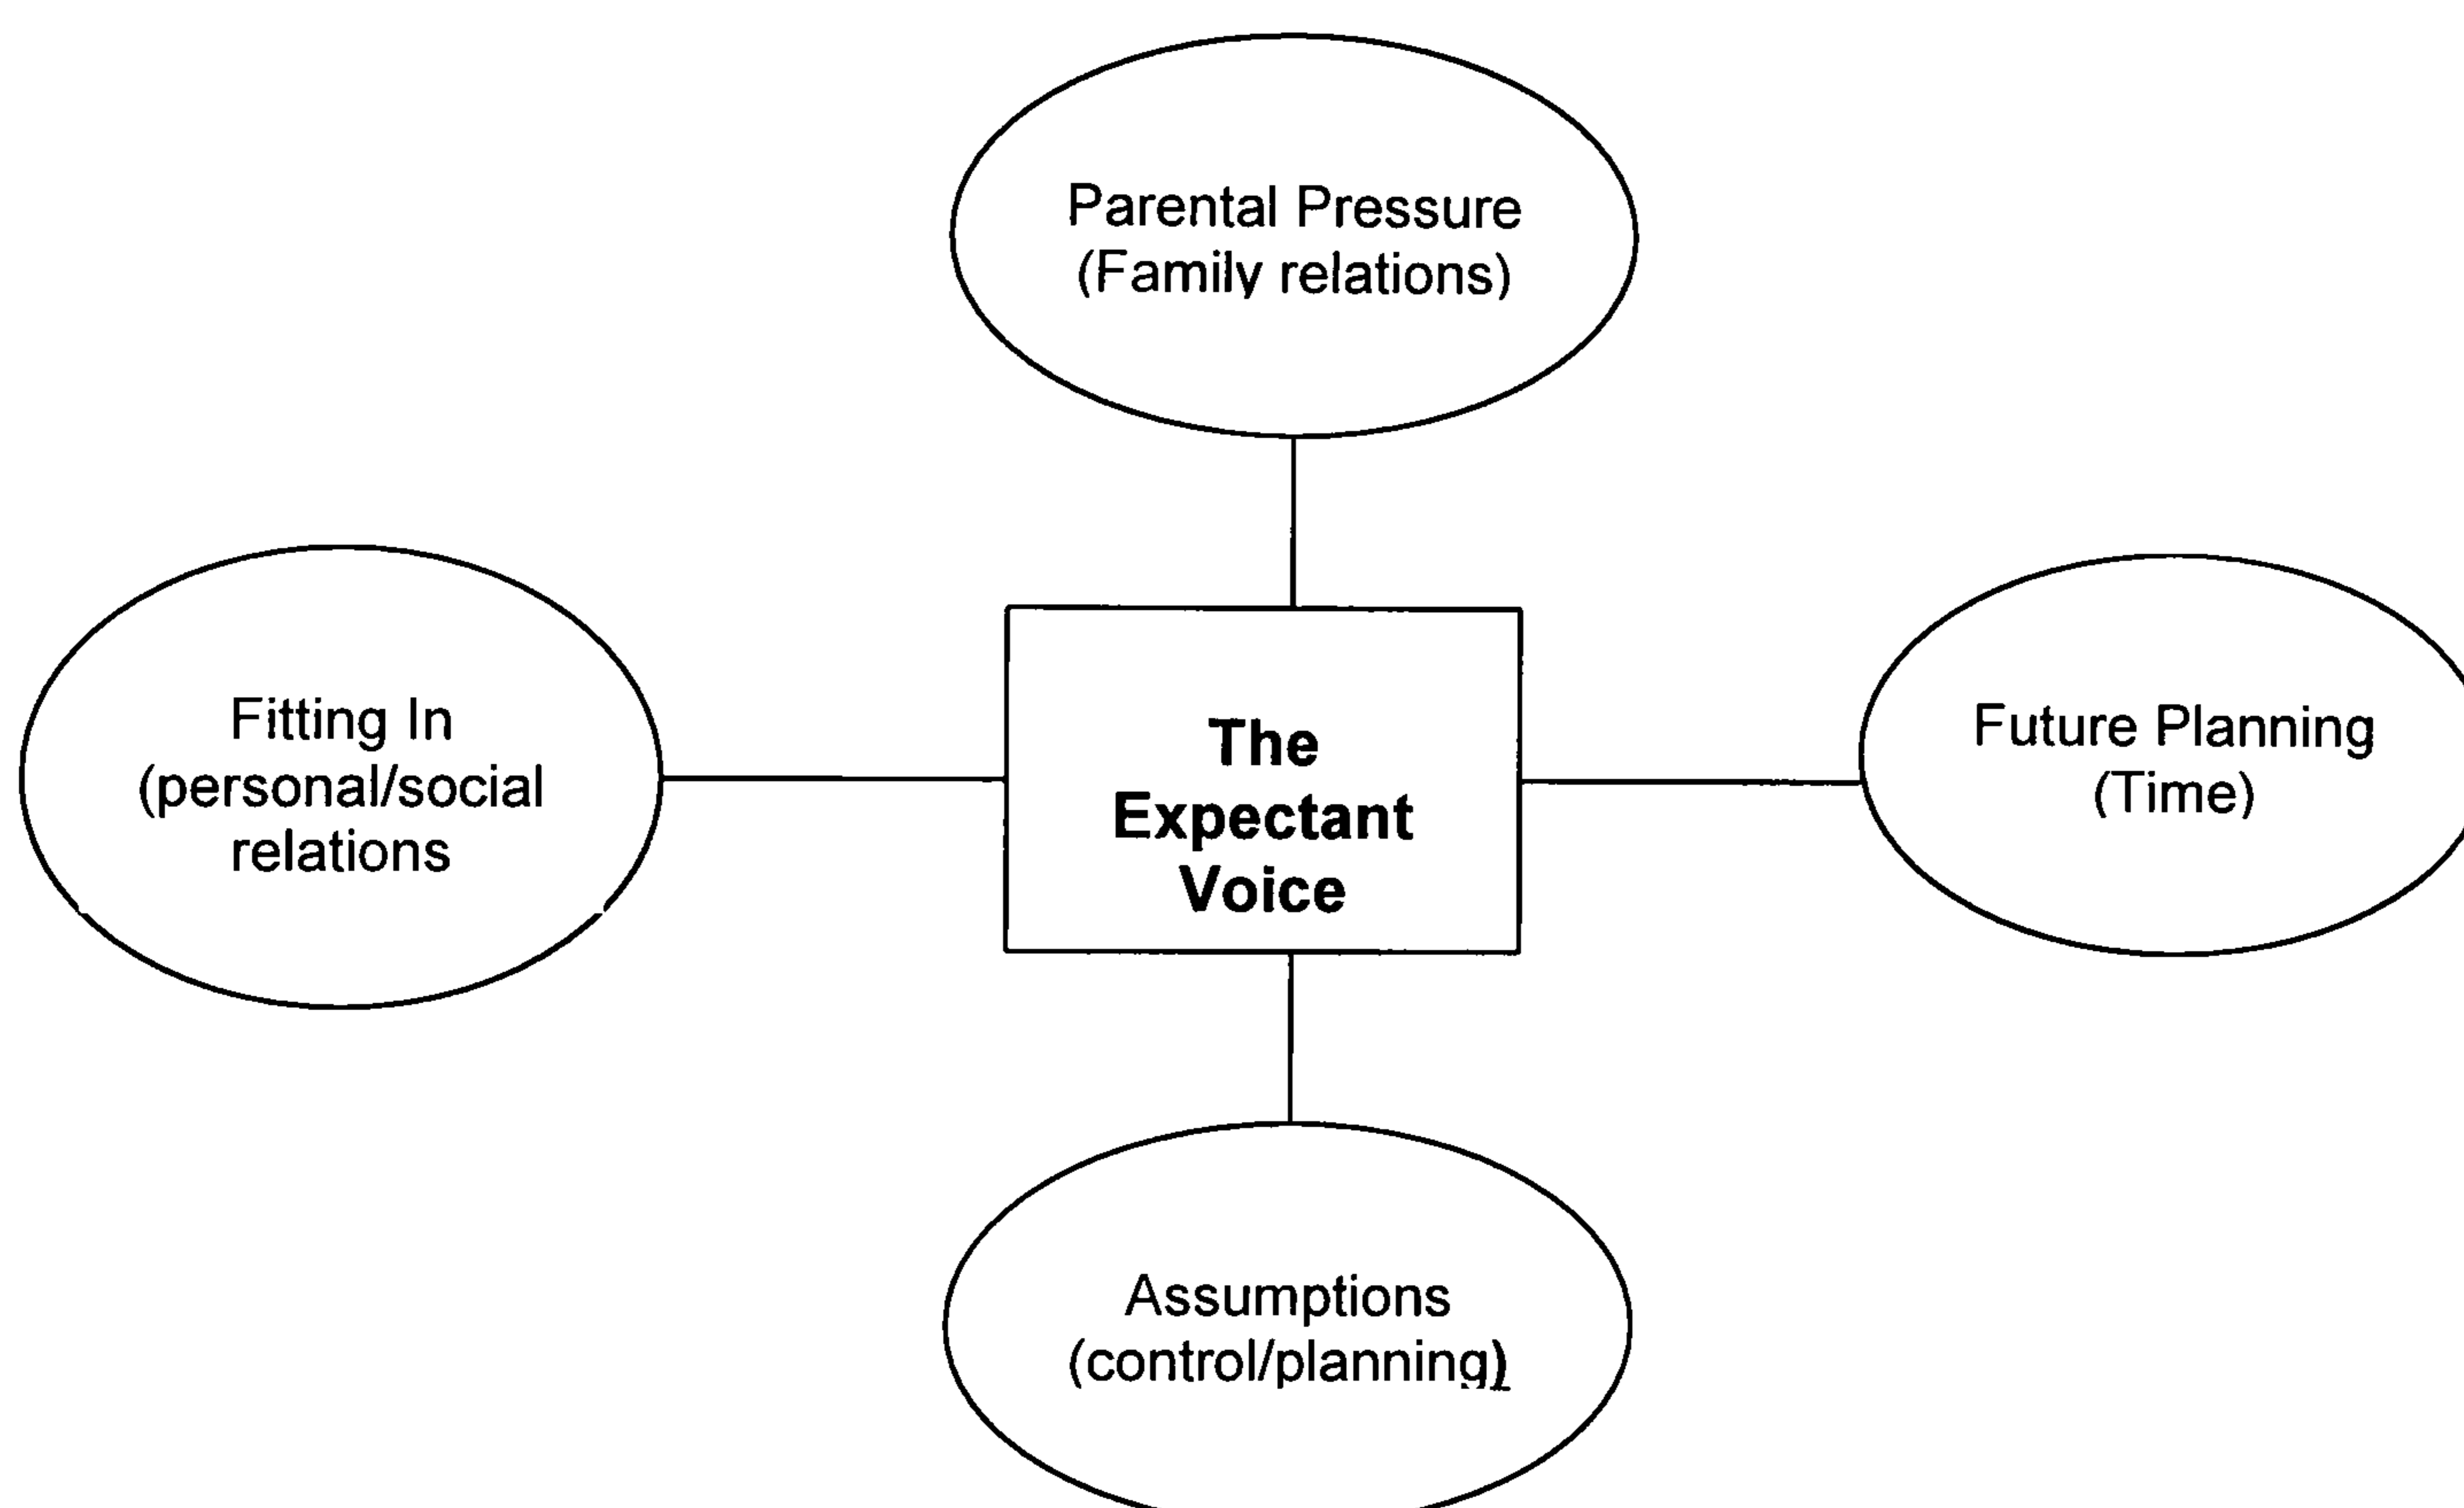 Parental Pressure
(Family relations)
Fitting In
(personal/social
relations
The
Expectant
Voice
Future Planning
(Time)
Assumptions
(control/planning)